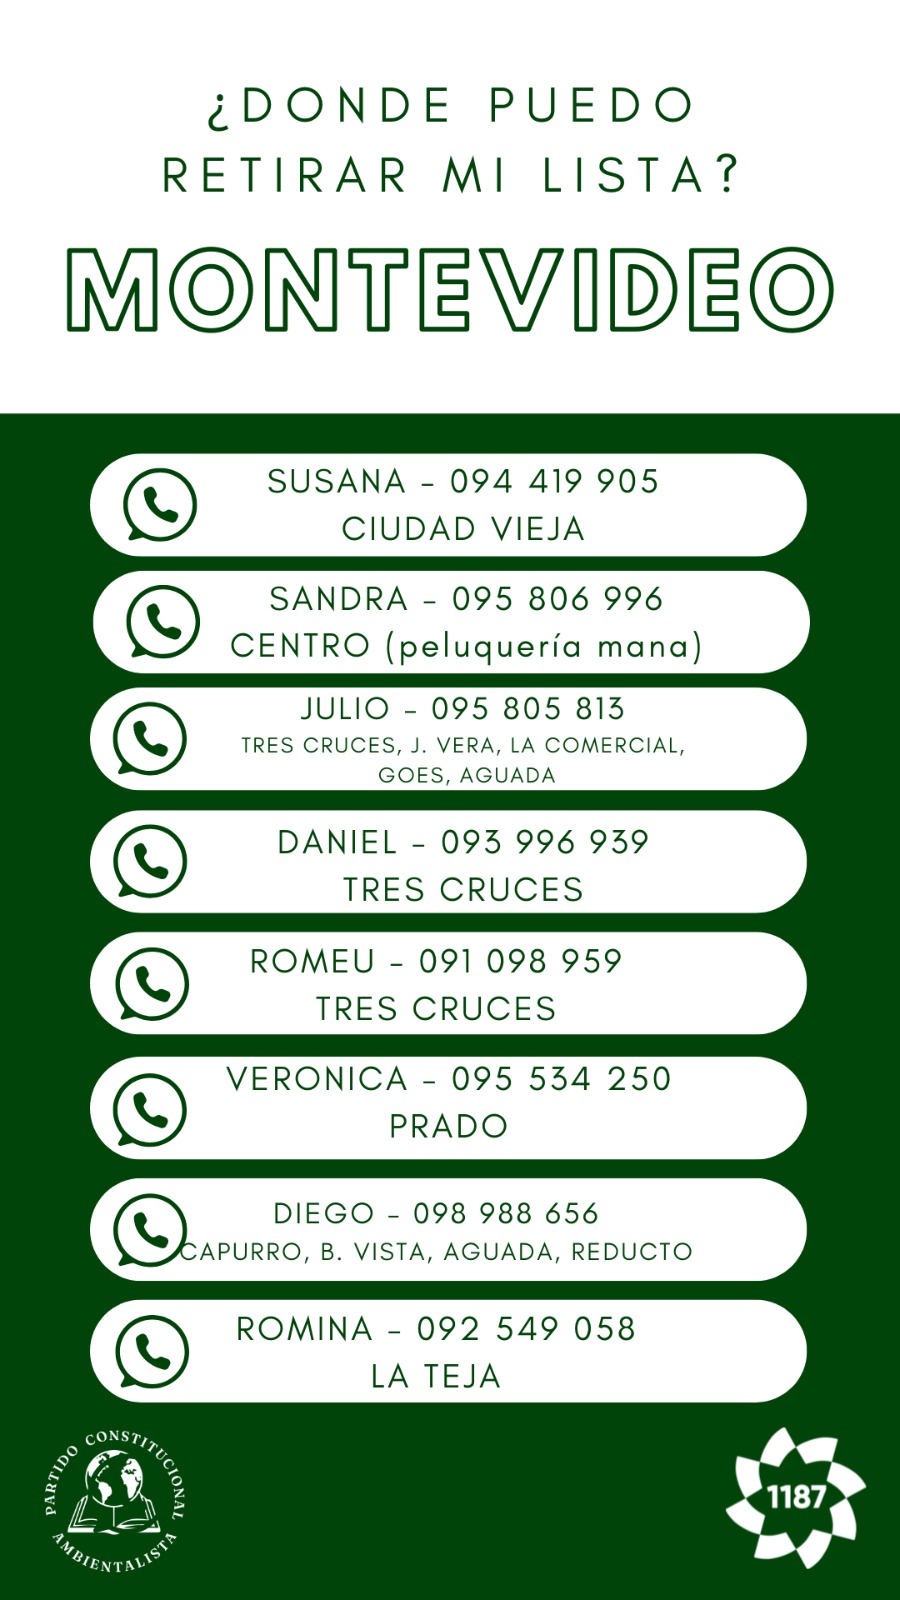 ¿DONDE PUEDO
RETIRAR MI LISTA?
MONTEVIDEO
SUSANA - 094 419 905
CIUDAD VIEJA
SANDRA - 095 806 996
CENTRO (peluquería mana)
JULIO - 095 805 813
TRES CRUCES, J. VERA, LA COMERCIAL,
GOES, AGUADA
DANIEL - 093 996 939
TRES CRUCES
ROMEU - 091 098 959
TRES CRUCES
VERONICA - 095 534 250
PRADO
DIEGO - 098 988 656
CAPURRO, B. VISTA, AGUADA, REDUCTO
ROMINA - 092 549 058
LA TEJA
PARTIDO CONSTITUCIONAL
AMBIENTALISTA
1187